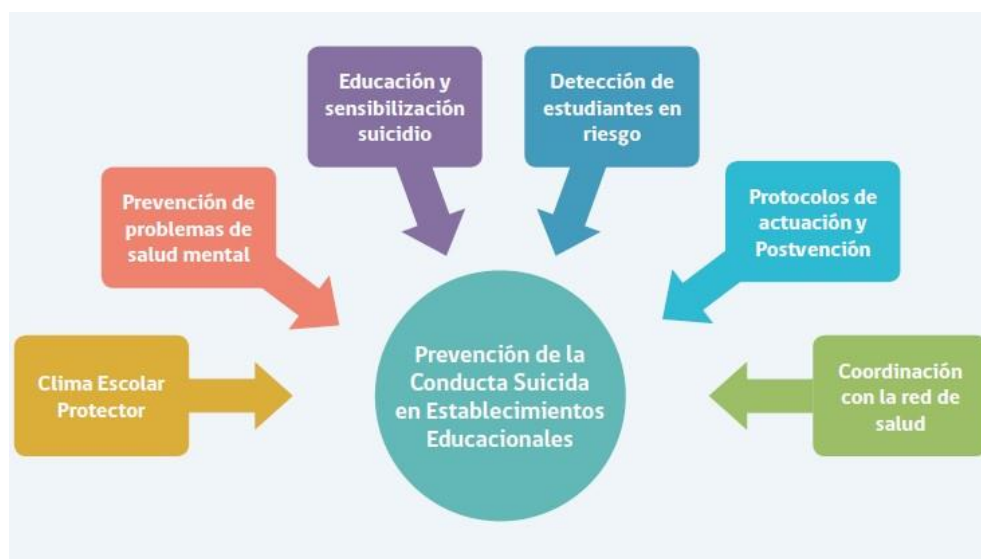 Educación y
sensibilización
suicidio
Detección de
estudiantes en
riesgo
Prevención de
problemas de
salud mental
Protocolos de
actuación y
Postvención
Clima Escolar
Protector
Prevención de la
Conducta Suicida
en Establecimientos
Educacionales
Coordinación
con la red de
salud